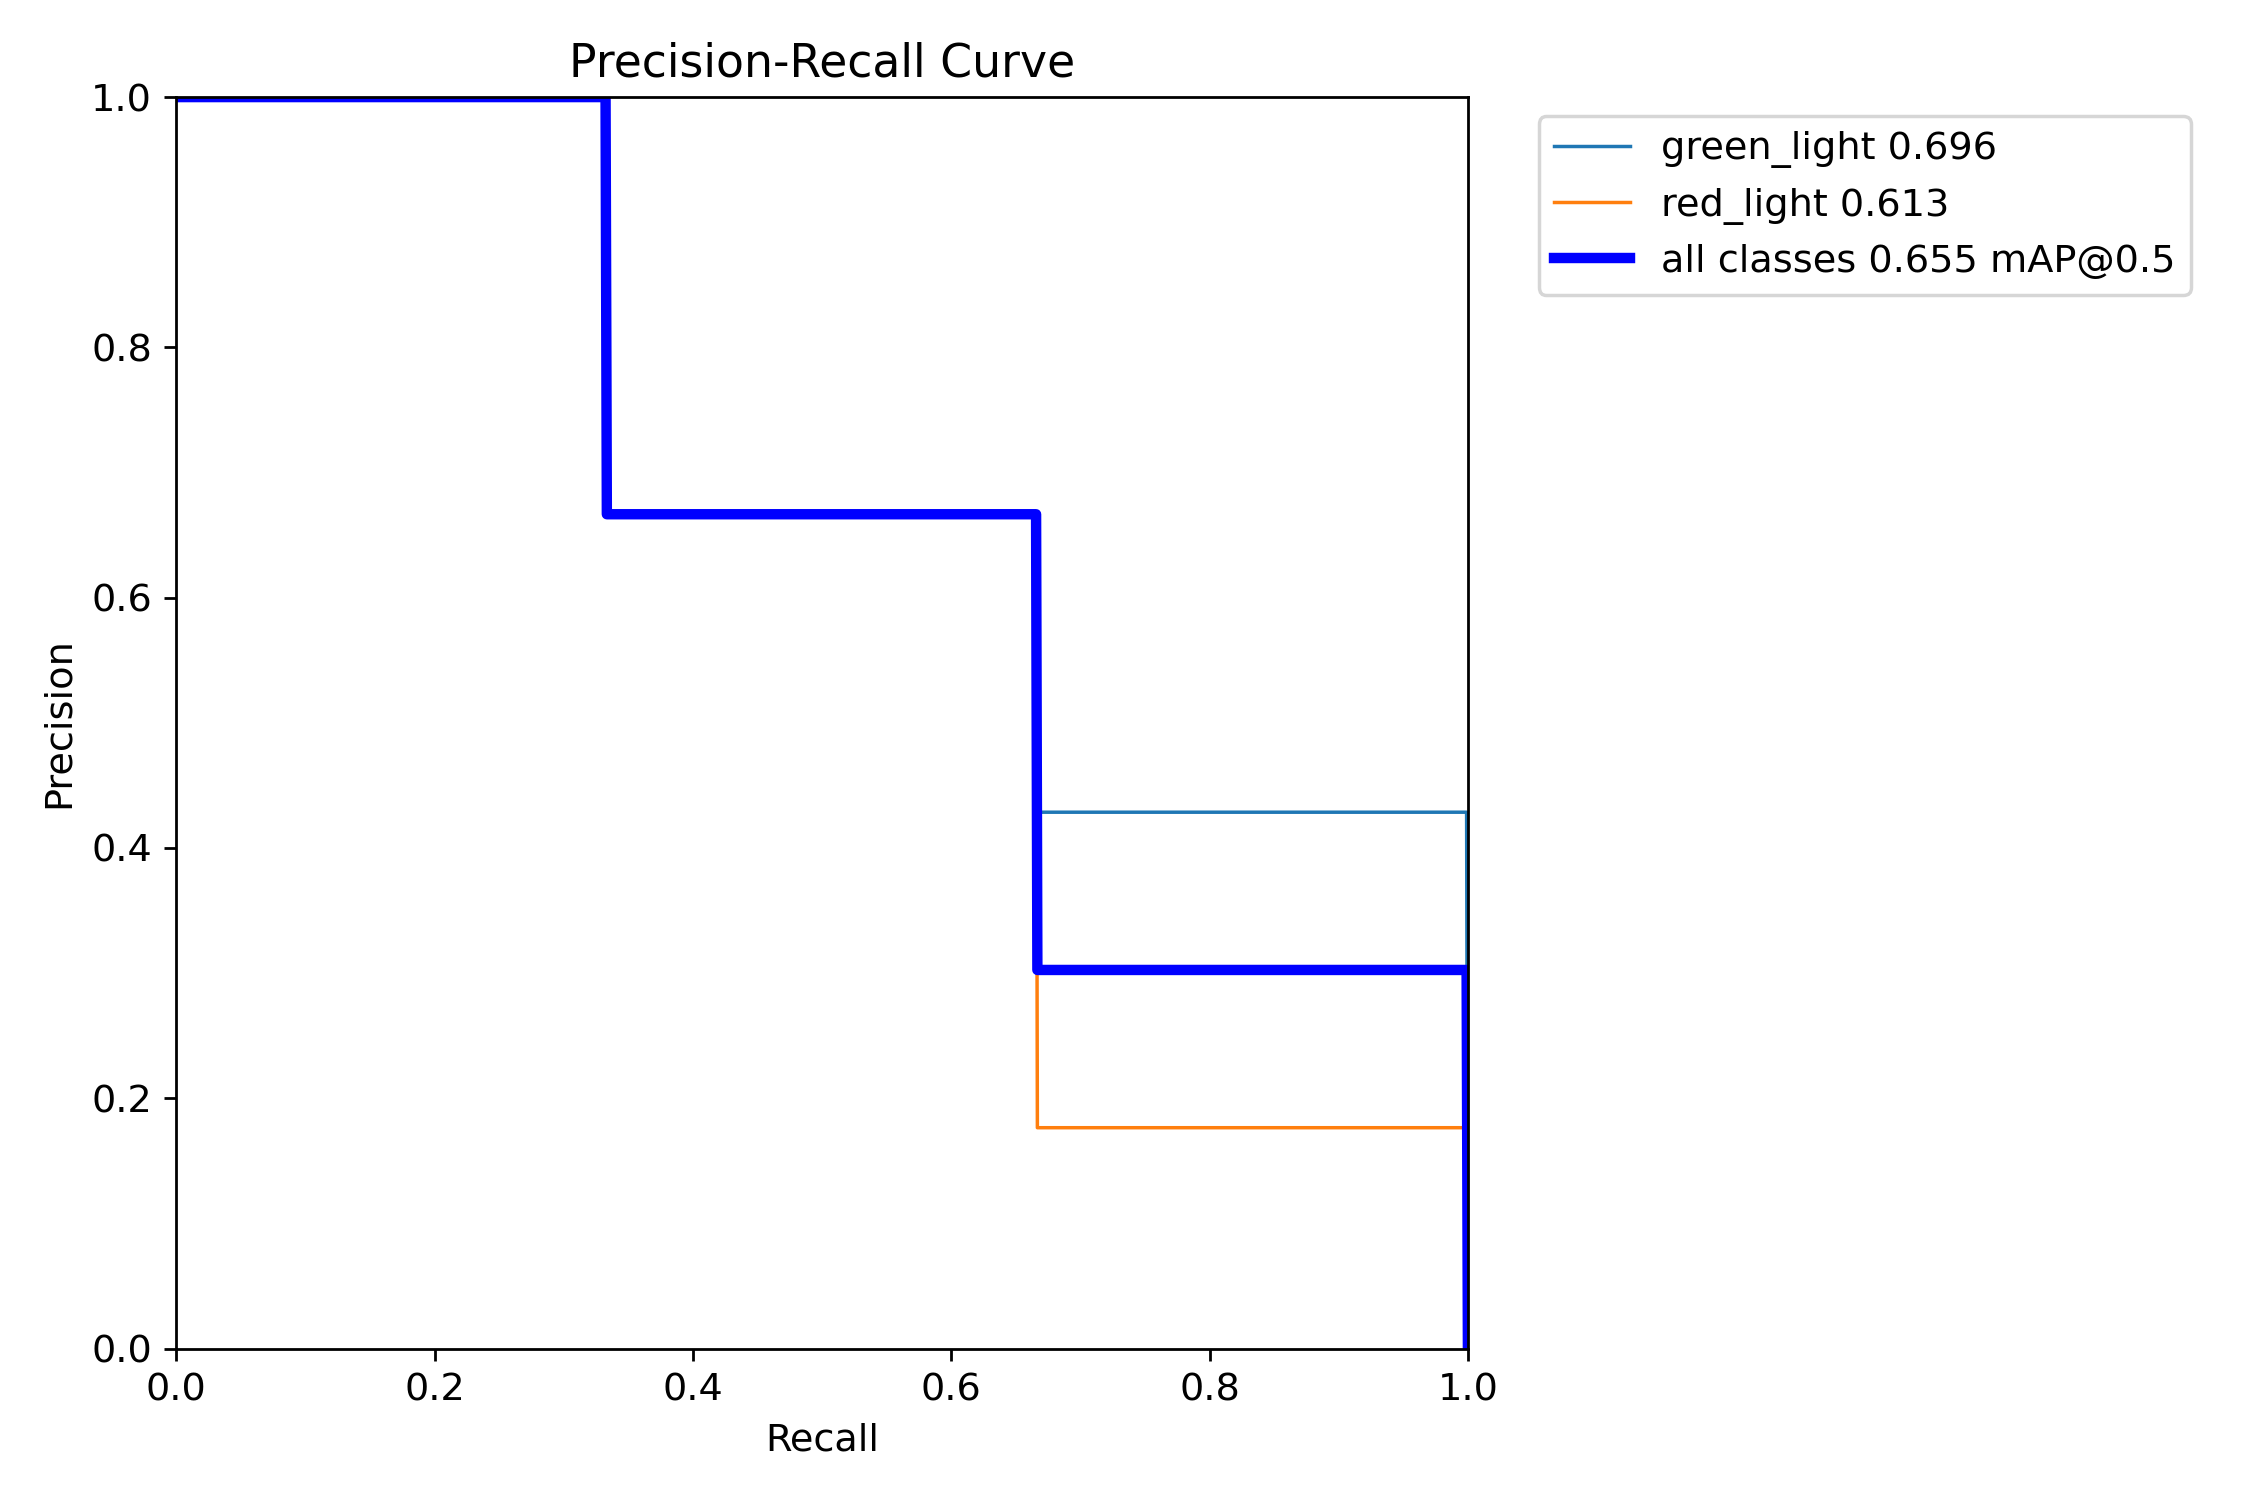 Precision-Recall Curve
green_light 0.696
red_light 0.613
all classes 0.655 mAP@0.5
Precision
1.0
0.8
0.6
0.4
0.2
0.0
0.0 0.2 0.4 0.6 0.8 1.0
Recall